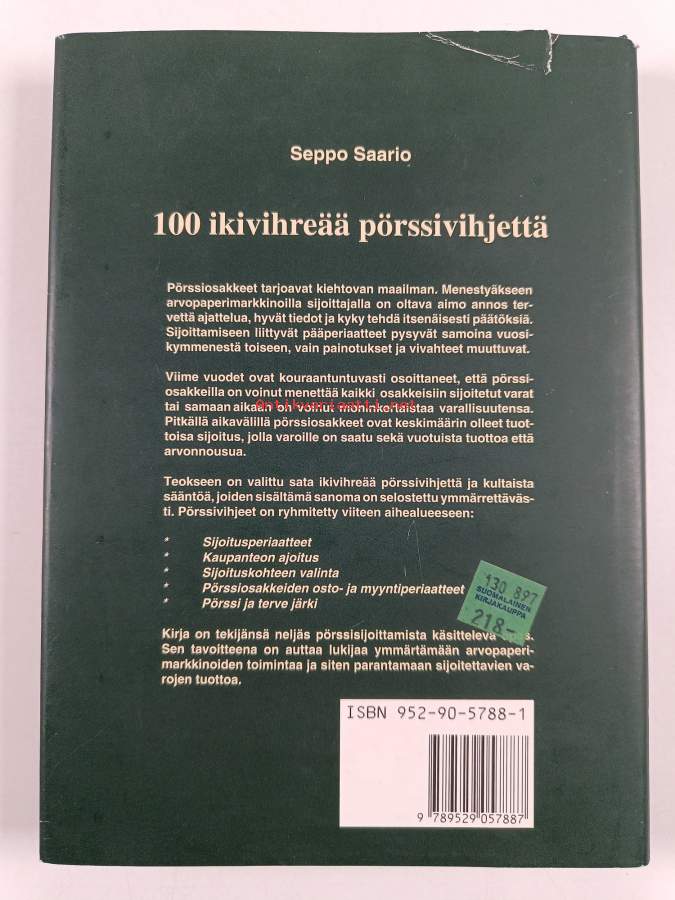 Seppo Saario
100 ikivihreää pörssivihjettä
Pörssiosakkeet tarjoavat kiehtovan maailman. Menestyäkseen
arvopaperimarkkinoilla sijoittajalla on oltava aimo annos ter-
vettä ajattelua, hyvät tiedot ja kyky tehdä itsenäisesti päätöksiä.
Sijoittamiseen liittyvät pääperiaatteet pysyvät samoina vuosi-
kymmenestä toiseen, vain painotukset ja vivahteet muuttuvat.
Viime vuodet ovat kouraantuntuvasti osoittaneet, että pörssi-
osakkeilla on voinut menettää kaikki osakkeisiin sijoitetut varat
tai samaan aikaan on voinut moninkertaistaa varallisuutensa.
Antikvariaatti.net
Pitkällä aikavälillä pörssiosakkeet ovat keskimäärin olleet tuot-
toisa sijoitus, jolla varoille on saatu sekä vuotuista tuottoa että
arvonnousua.
Teokseen on valittu sata ikivihreää pörssivihjettä ja kultaista
sääntöä, joiden sisältämä sanoma on selostettu ymmärrettäväs-
ti. Pörssivihjeet on ryhmitetty viiteen aihealueeseen:
* Sijoitusperiaatteet
* Kaupanteon ajoitus
* Sijoituskohteen valinta
* Pörssiosakkeiden osto- ja myyntiperiaatteet
* Pörssi ja terve järki
130 897
SUOMALAINEN
KIRJAKAUPPA
218-
Kirja on tekijänsä neljäs pörssisijoittamista käsittelevä
Sen tavoitteena on auttaa lukijaa ymmärtämään arvopaperi-
markkinoiden toimintaa ja siten parantamaan sijoitettavien va-
rojen tuottoa.
ISBN 952-90-5788-1
9 789529 057887